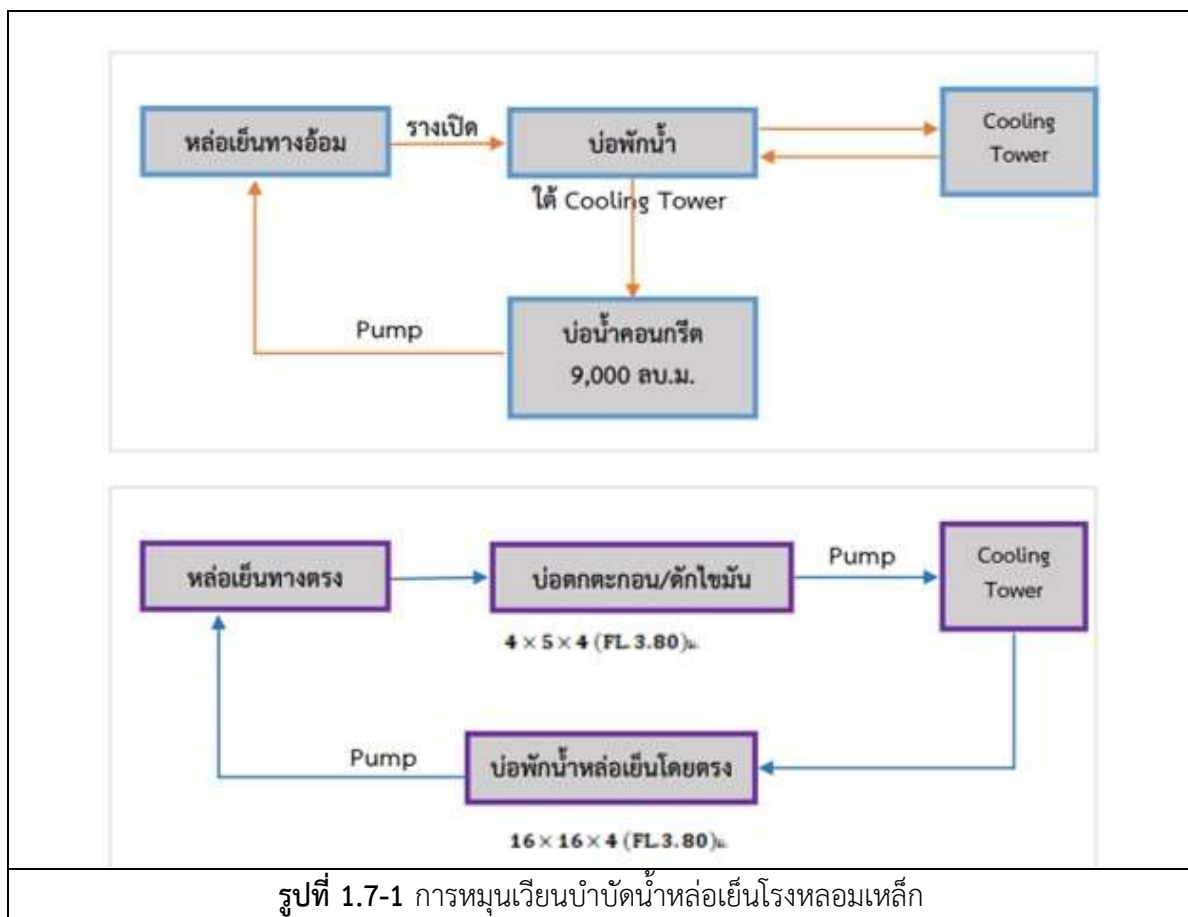 หล่อเย็นทางอ้อม
รางเปิด
บ่อพักน้ำ
Cooling
Tower
ใต้ Cooling Tower
Pump
บ่อน้ำคอนกรีต
9,000 ลบ.ม.
หล่อเย็นทางตรง
บ่อตกตะกอน/ดักไขมัน
Pump
Cooling
Tower
4 × 5 × 4 (FL.3.80)ม.
Pump
บ่อพักน้ำหล่อเย็นโดยตรง
16 × 16 × 4 (FL.3.80)ม.
รูปที่ 1.7-1 การหมุนเวียนบำบัดน้ำหล่อเย็นโรงหลอมเหล็ก